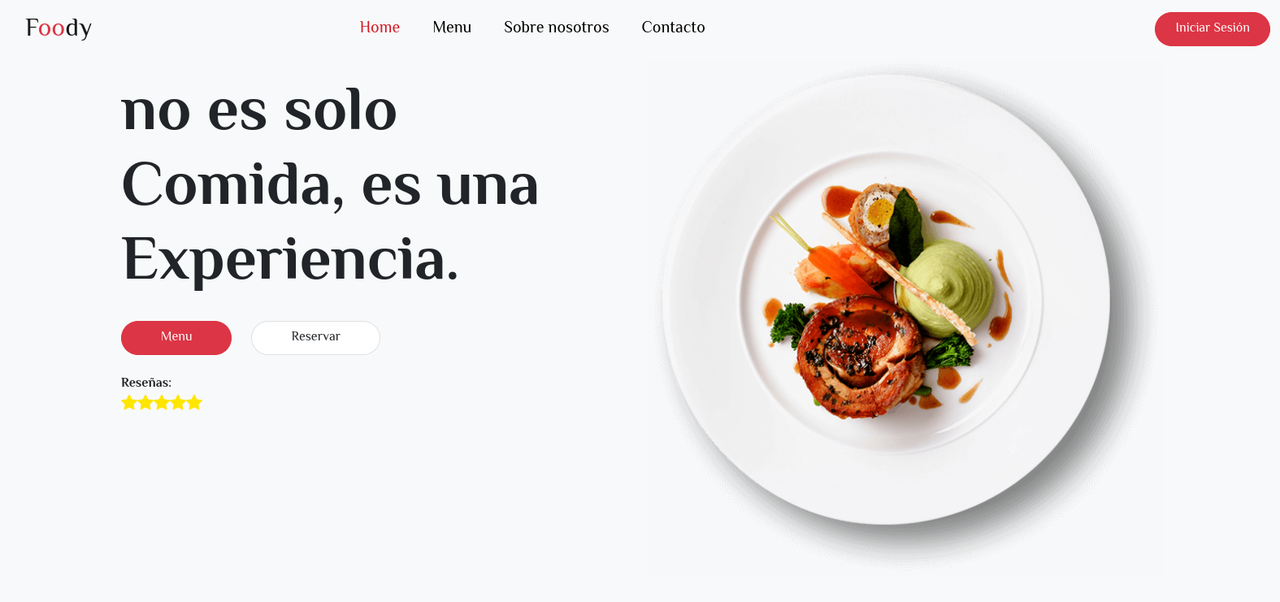 Foody
Home
Menu
Sobre nosotros
Contacto
Iniciar Sesión
no es solo
Comida, es una
Experiencia.
Menu
Reservar
Reseñas: